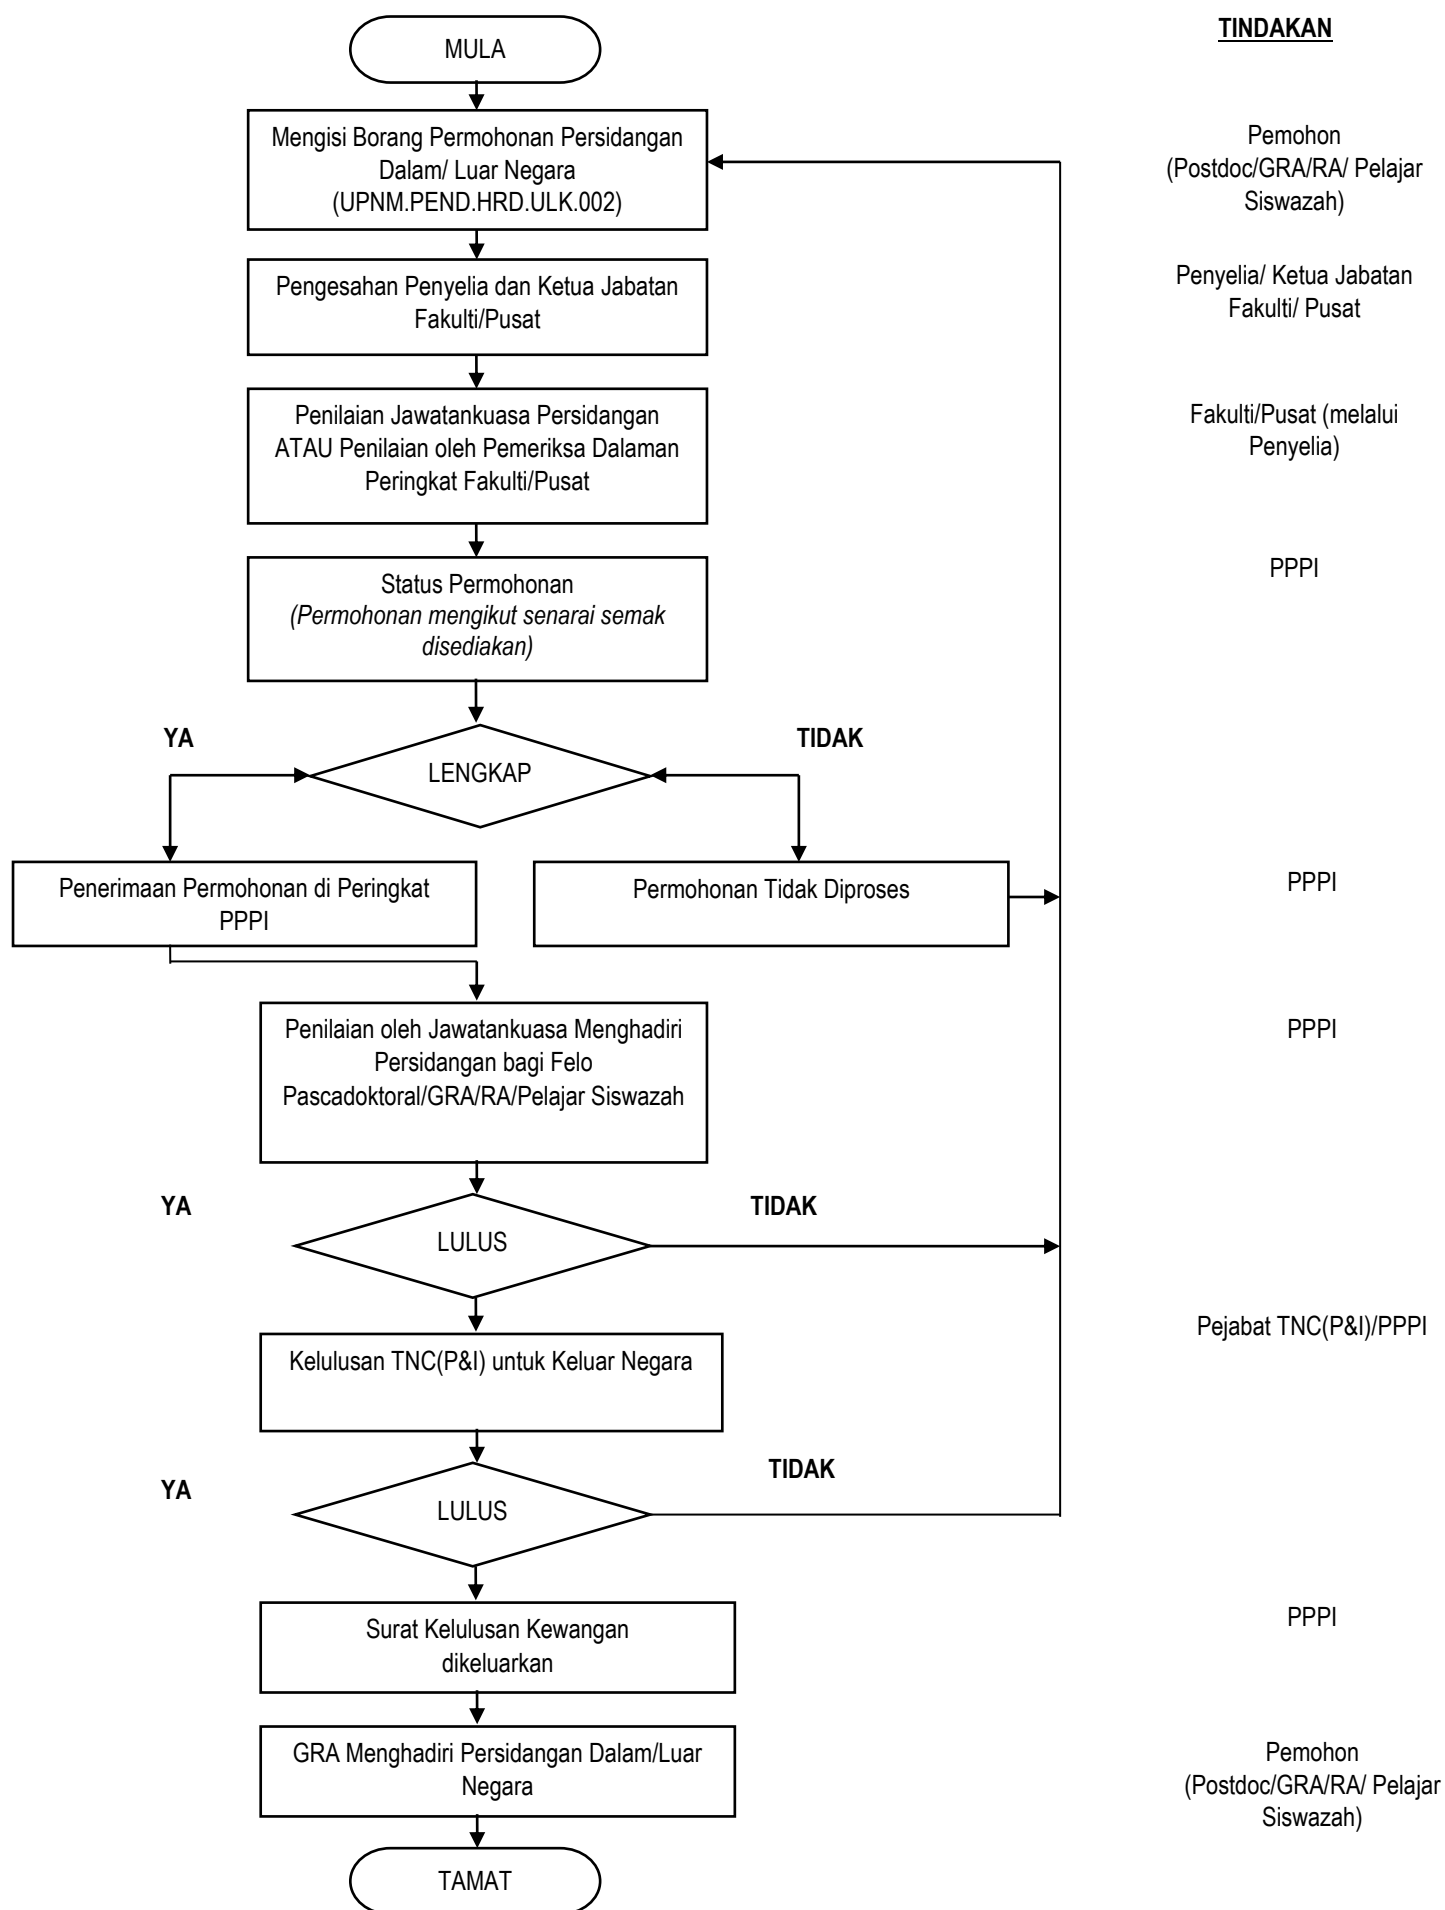 TINDAKAN
MULA
Mengisi Borang Permohonan Persidangan
Dalam/ Luar Negara
(UPNM.PEND.HRD.ULK.002)
Pemohon
(Postdoc/GRA/RA/ Pelajar
Siswazah)
Pengesahan Penyelia dan Ketua Jabatan
Fakulti/Pusat
Penyelia/ Ketua Jabatan
Fakulti/ Pusat
Penilaian Jawatankuasa Persidangan
ATAU Penilaian oleh Pemeriksa Dalaman
Peringkat Fakulti/Pusat
Fakulti/Pusat (melalui
Penyelia)
Status Permohonan
(Permohonan mengikut senarai semak
disediakan)
PPPI
YA
TIDAK
LENGKAP
Penerimaan Permohonan di Peringkat
PPPI
Permohonan Tidak Diproses
PPPI
Penilaian oleh Jawatankuasa Menghadiri
Persidangan bagi Felo
Pascadoktoral/GRA/RA/Pelajar Siswazah
PPPI
YA
TIDAK
LULUS
Kelulusan TNC(P&I) untuk Keluar Negara
Pejabat TNC(P&I)/PPPI
YA
TIDAK
LULUS
Surat Kelulusan Kewangan
dikeluarkan
PPPI
GRA Menghadiri Persidangan Dalam/Luar
Negara
Pemohon
(Postdoc/GRA/RA/ Pelajar
Siswazah)
TAMAT